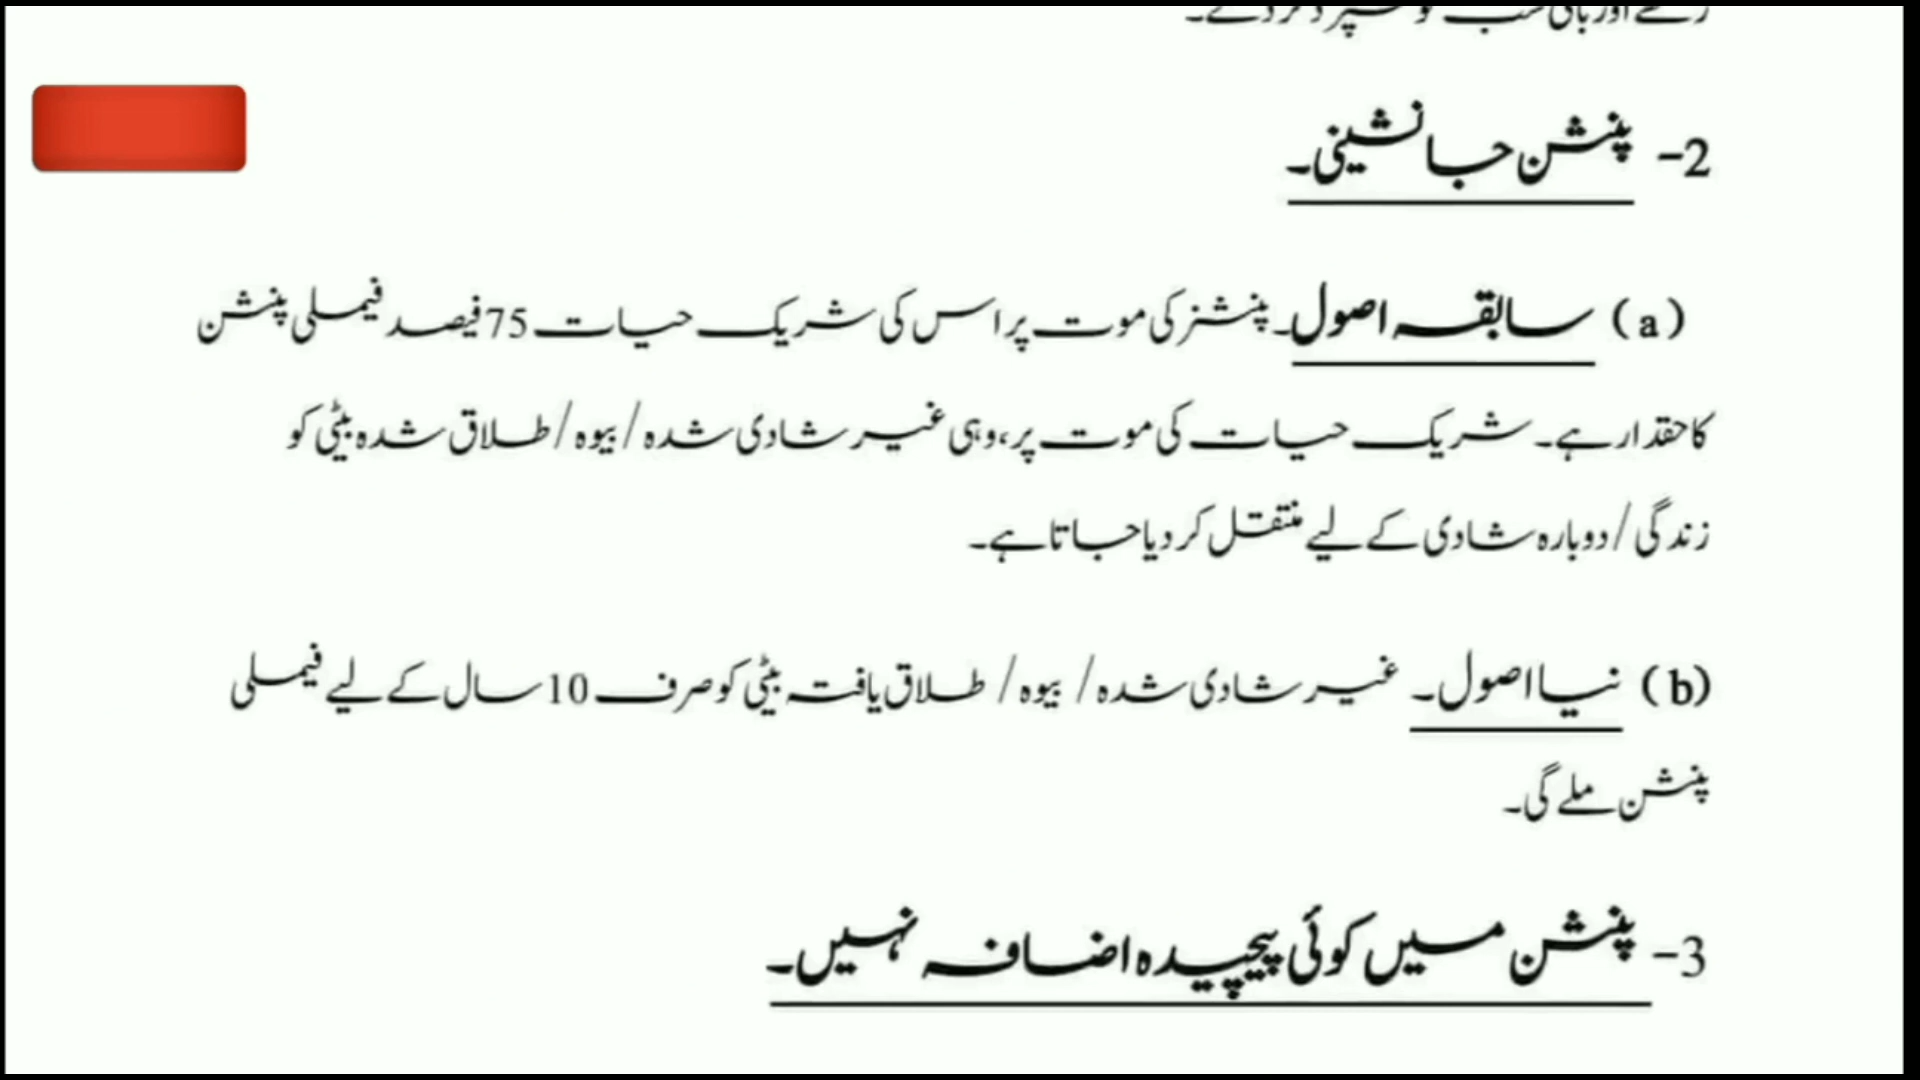 2- پنشن جانشینی۔
(a) سابقہ اصول۔ پنشنز کی موت پر اس کی شریک حیات 75 فیصد فیملی پنشن
کا حقدار ہے۔ شریک حیات کی موت پر، وہی غیر شادی شدہ / بیوہ / طلاق شدہ بیٹی کو
زندگی / دوبارہ شادی کے لیے منتقل کر دیا جاتا ہے۔
(b) نیا اصول۔ غیر شادی شدہ / بیوہ / طلاق یافتہ بیٹی کو صرف 10 سال کے لیے فیملی
پنشن ملے گی۔
3- پنشن میں کوئی پیچیدہ اضافہ نہیں۔